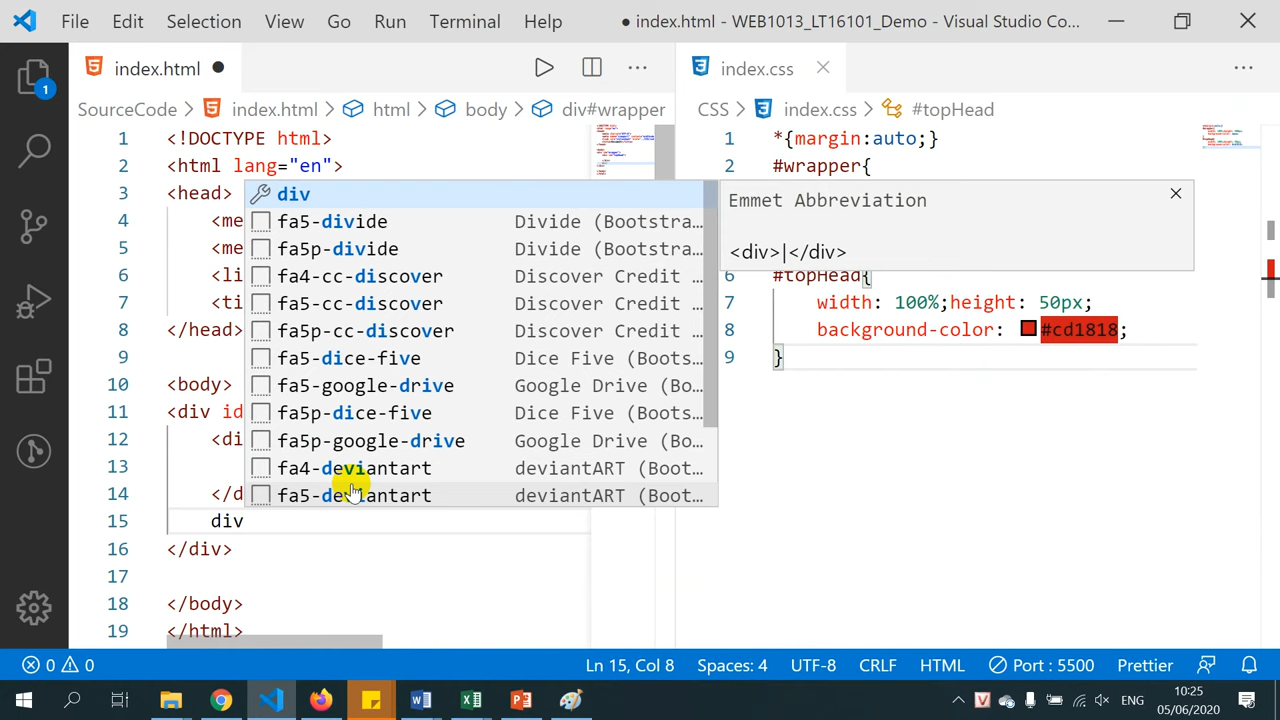 File Edit Selection View Go Run Terminal Help ● index.html - WEB1013_LT16101_Demo - Visual Studio Co...
index.html ●
SourceCode > index.html > html > body > div#wrapper
1 <!DOCTYPE html>
2 <html lang="en">
3 <head>
4 <me
5 <me
6 <li
7 <ti
8 </head>
9
10 <body>
11 <div id
12 <di
13
14 </d
15 div
16 </div>
17
18 </body>
19 </html>
div
fa5-divide Divide (Bootstra...
fa5p-divide Divide (Bootstra...
fa4-cc-discover Discover Credit ...
fa5-cc-discover Discover Credit ...
fa5p-cc-discover Discover Credit ...
fa5-dice-five Dice Five (Boots...
fa5-google-drive Google Drive (Bo...
fa5p-dice-five Dice Five (Boots...
fa5p-google-drive Google Drive (Bo...
fa4-deviantart deviantART (Boot...
fa5-deviantart deviantART (Boot...
index.css
CSS > index.css > #topHead
1 *{margin:auto;}
2 #wrapper{
Emmet Abbreviation
<div>|</div>
6 #topHead{
7 width: 100%;height: 50px;
8 background-color: #cd1818;
9 }
1
0 0 Ln 15, Col 8 Spaces: 4 UTF-8 CRLF HTML Port : 5500 Prettier
ENG 10:25
05/06/2020